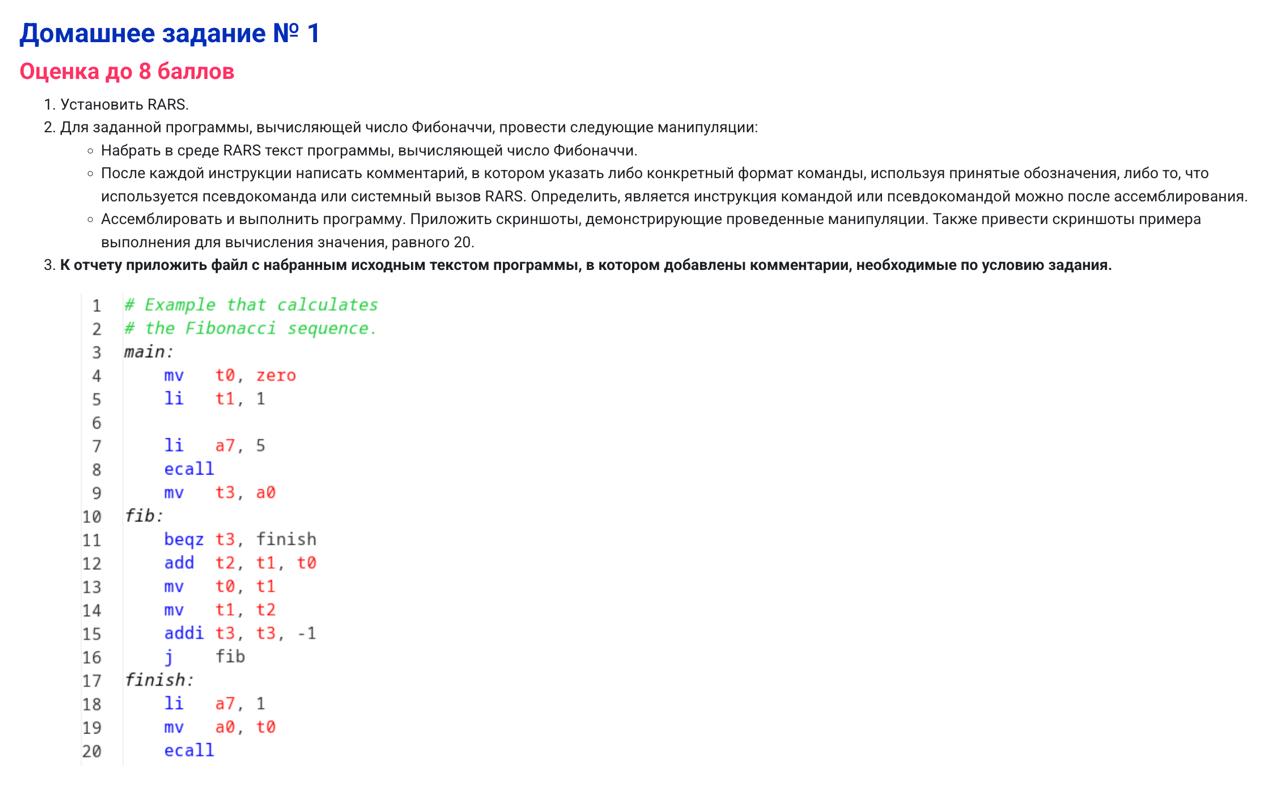 Домашнее задание № 1
Оценка до 8 баллов
1. Установить RARS.
2. Для заданной программы, вычисляющей число Фибоначчи, провести следующие манипуляции:
◦ Набрать в среде RARS текст программы, вычисляющей число Фибоначчи.
◦ После каждой инструкции написать комментарий, в котором указать либо конкретный формат команды, используя принятые обозначения, либо то, что
используется псевдокоманда или системный вызов RARS. Определить, является инструкция командой или псевдокомандой можно после ассемблирования.
◦ Ассемблировать и выполнить программу. Приложить скриншоты, демонстрирующие проведенные манипуляции. Также привести скриншоты примера
выполнения для вычисления значения, равного 20.
3. К отчету приложить файл с набранным исходным текстом программы, в котором добавлены комментарии, необходимые по условию задания.
1 # Example that calculates
2 # the Fibonacci sequence.
3 main:
4 mv t0, zero
5 li t1, 1
6
7 li a7, 5
8 ecall
9 mv t3, a0
10 fib:
11 beqz t3, finish
12 add t2, t1, t0
13 mv t0, t1
14 mv t1, t2
15 addi t3, t3, -1
16 j fib
17 finish:
18 li a7, 1
19 mv a0, t0
20 ecall